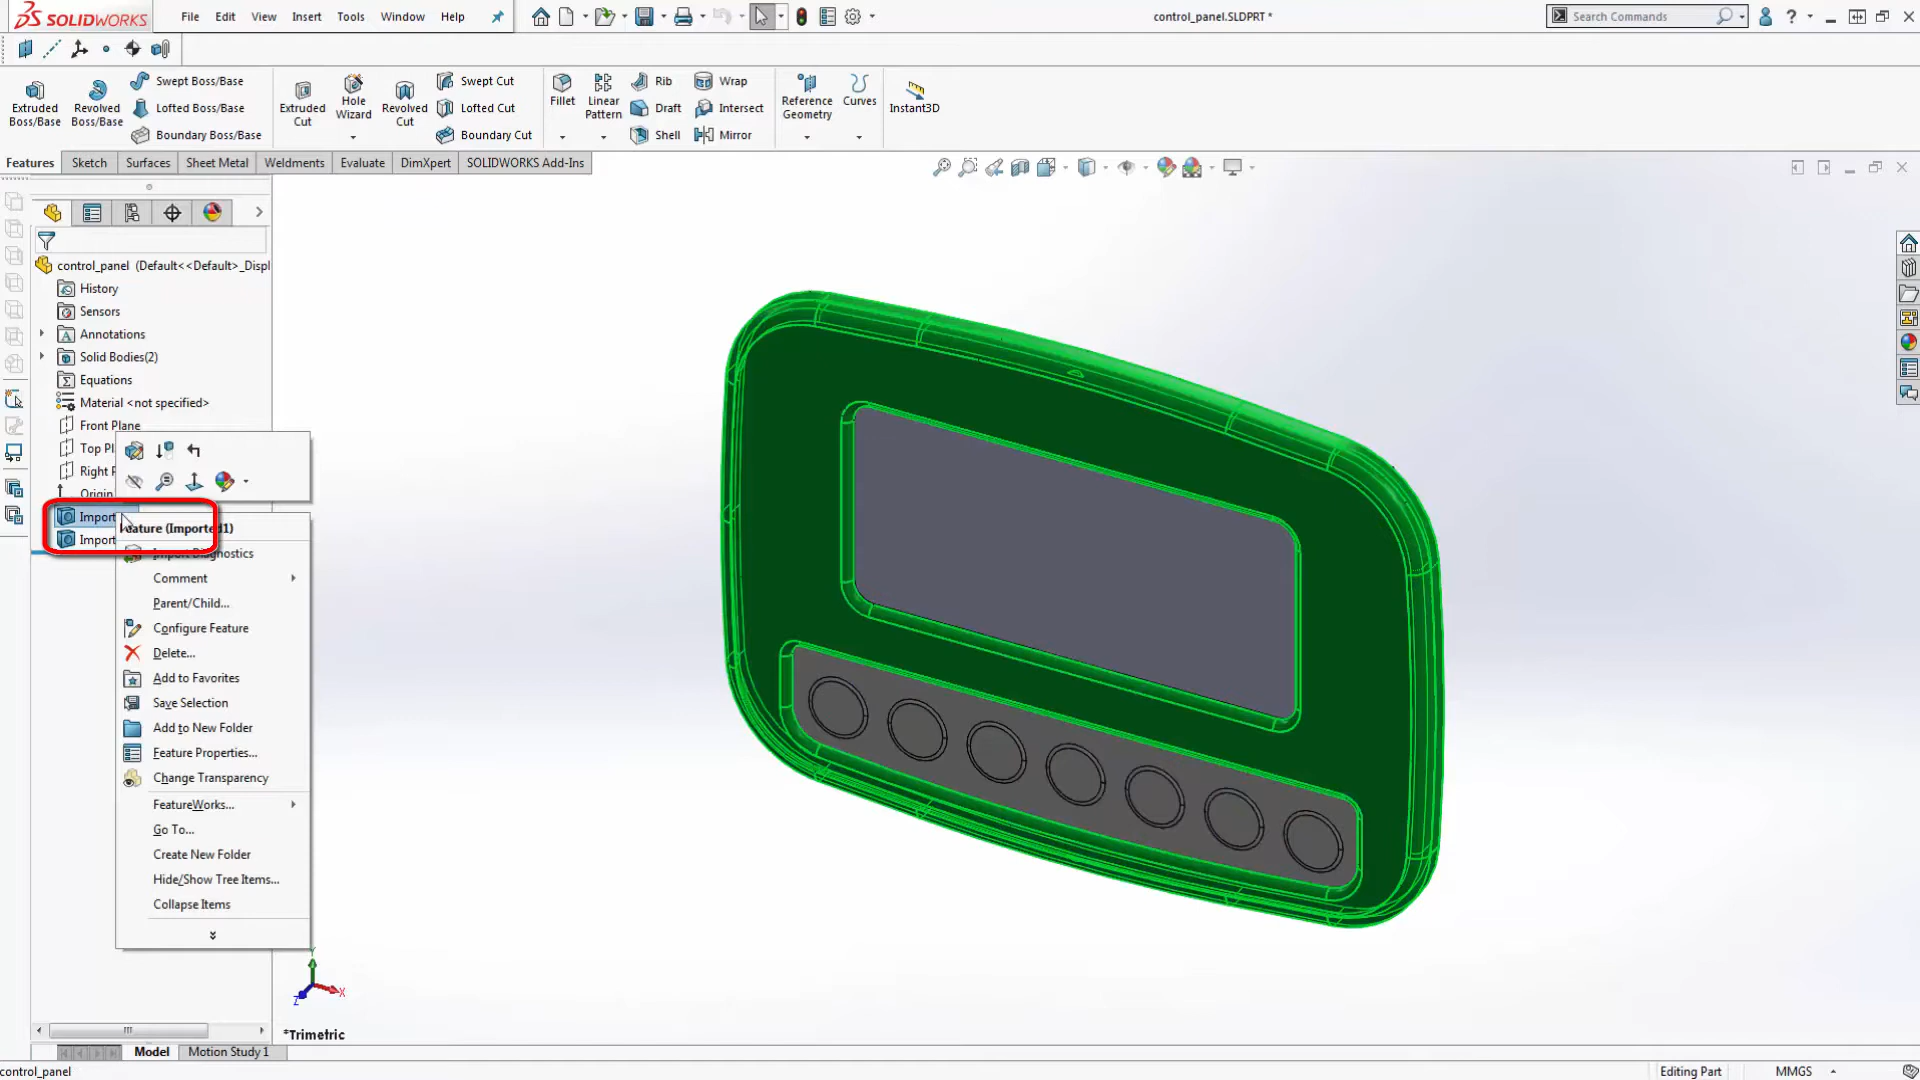 SOLIDWORKS
File Edit View Insert Tools Window Help
control_panel.SLDPRT *
Search Commands
Extruded Boss/Base
Revolved Boss/Base
Swept Boss/Base
Lofted Boss/Base
Boundary Boss/Base
Extruded Cut
Hole Wizard
Revolved Cut
Swept Cut
Lofted Cut
Boundary Cut
Fillet
Linear Pattern
Rib
Draft
Shell
Wrap
Intersect
Mirror
Reference Geometry
Curves
Instant3D
Features Sketch Surfaces Sheet Metal Weldments Evaluate DimXpert SOLIDWORKS Add-Ins
control_panel (Default<<Default>_Displ
History
Sensors
Annotations
Solid Bodies(2)
Equations
Material <not specified>
Front Plane
Top Pl
Right P
Origin
Import
Import
Feature (Imported1)
Import Diagnostics
Comment
Parent/Child...
Configure Feature
Delete...
Add to Favorites
Save Selection
Add to New Folder
Feature Properties...
Change Transparency
FeatureWorks...
Go To...
Create New Folder
Hide/Show Tree Items...
Collapse Items
Y
X
Z
*Trimetric
Model Motion Study 1
control_panel
Editing Part
MMGS